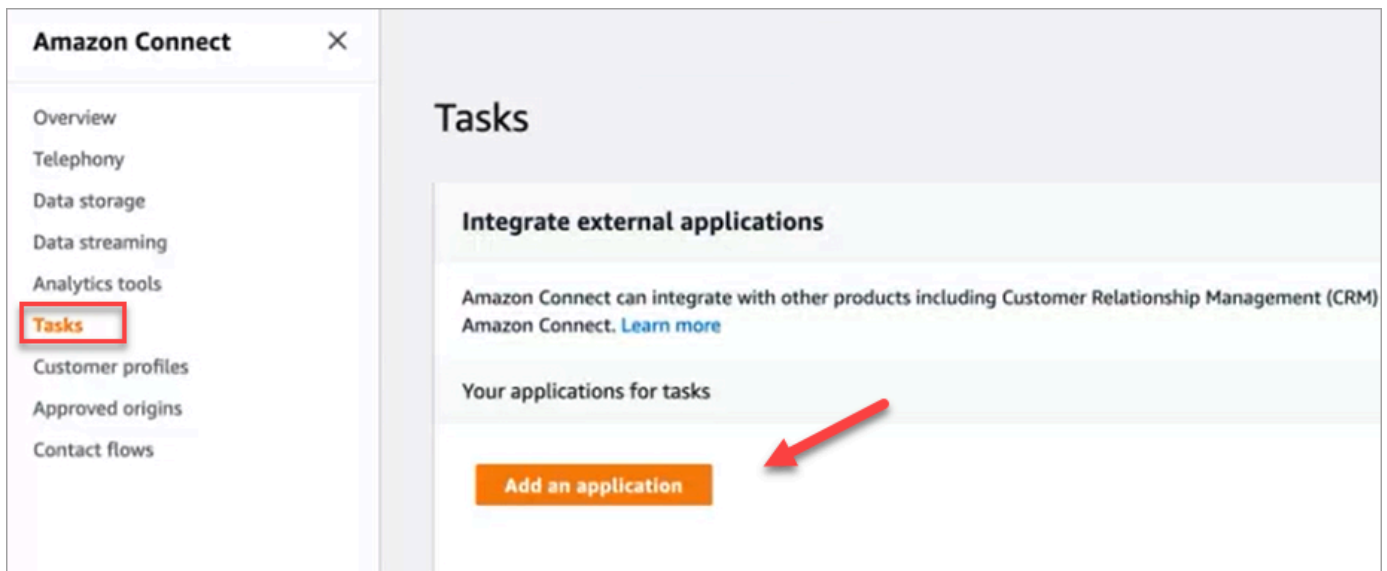 Amazon Connect
Overview
Telephony
Data storage
Data streaming
Analytics tools
Tasks
Customer profiles
Approved origins
Contact flows
Tasks
Integrate external applications
Amazon Connect can integrate with other products including Customer Relationship Management (CRM)
Amazon Connect. Learn more
Your applications for tasks
Add an application